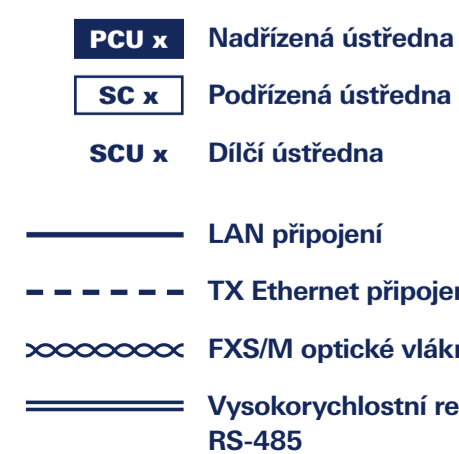 PCU x Nadřízená ústředna
SC x Podřízená ústředna
SCU x Dílčí ústředna
LAN připojení
TX Ethernet připojen
FXS/M optické vlákn
Vysokorychlostní re
RS-485